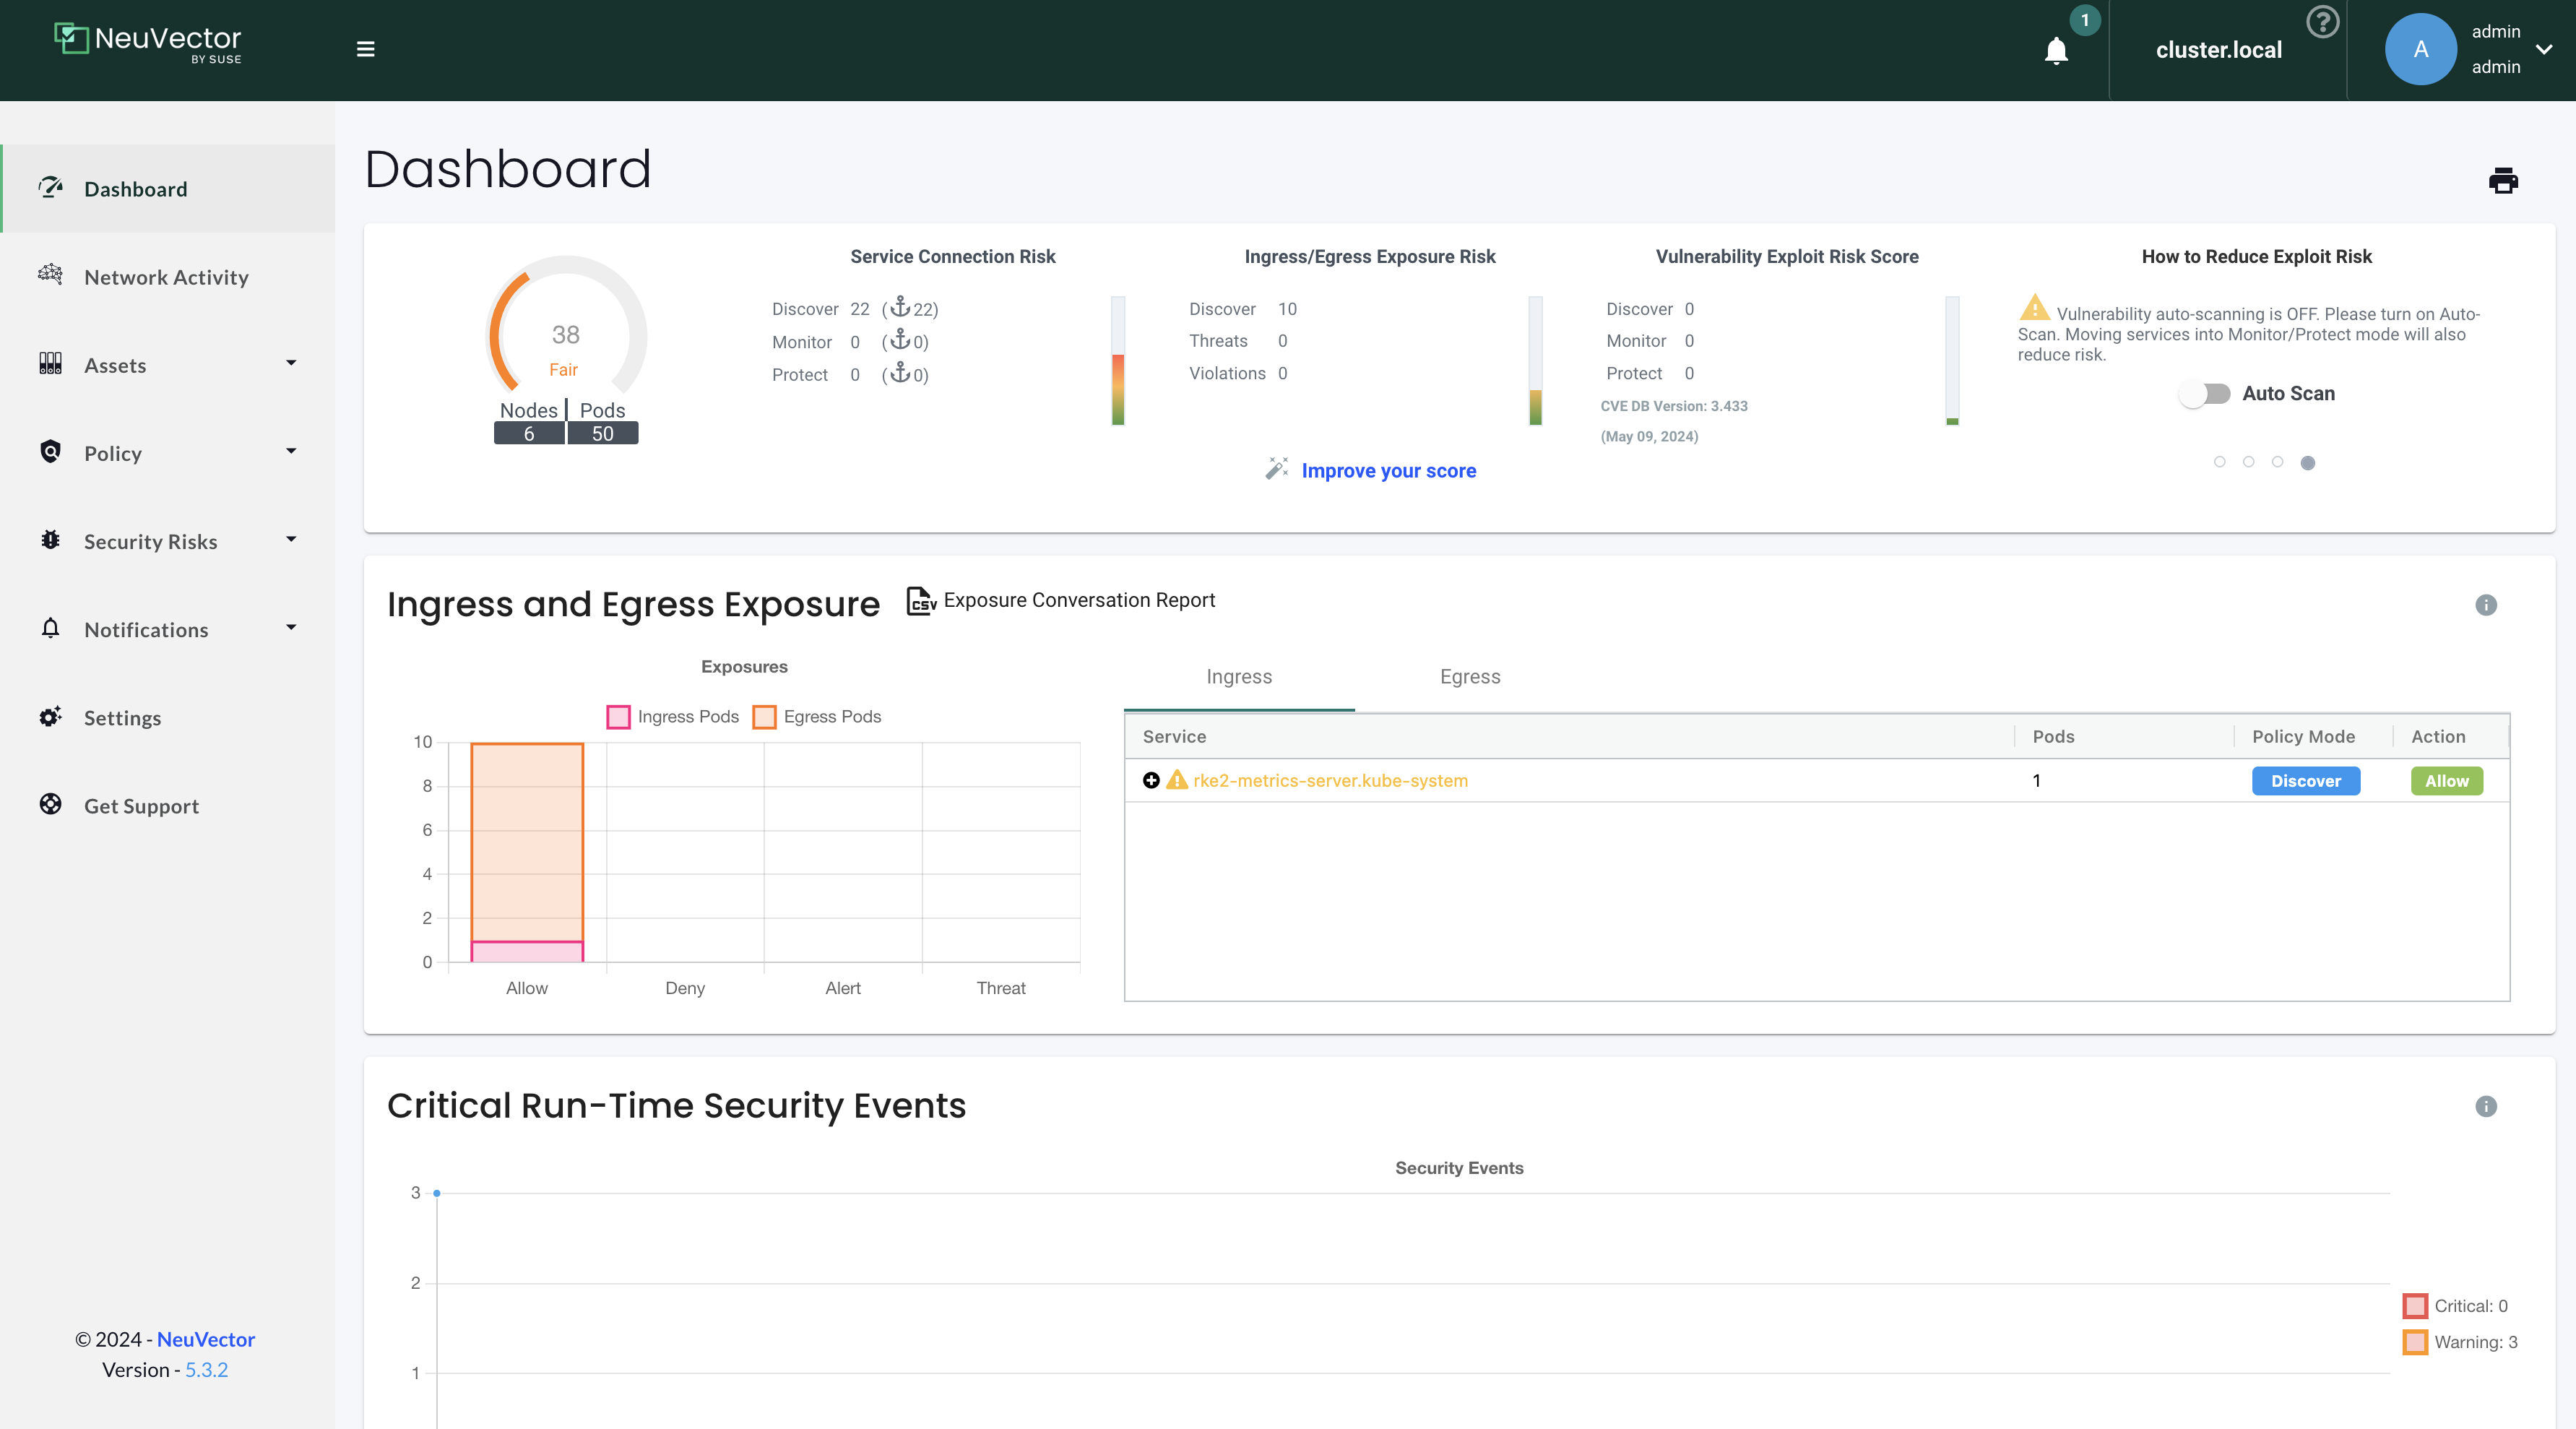 NeuVector
BY SUSE
1
cluster.local
?
A
admin
admin
Dashboard
Network Activity
Assets
Policy
Security Risks
Notifications
Settings
Get Support
© 2024 - NeuVector
Version - 5.3.2
Dashboard
38
Fair
Nodes Pods
6 50
Service Connection Risk
Discover 22 (22)
Monitor 0 (0)
Protect 0 (0)
Ingress/Egress Exposure Risk
Discover 10
Threats 0
Violations 0
Vulnerability Exploit Risk Score
Discover 0
Monitor 0
Protect 0
CVE DB Version: 3.433
(May 09, 2024)
How to Reduce Exploit Risk
Vulnerability auto-scanning is OFF. Please turn on Auto-
Scan. Moving services into Monitor/Protect mode will also
reduce risk.
Auto Scan
Improve your score
Ingress and Egress Exposure
CSV Exposure Conversation Report
Exposures
Ingress Pods Egress Pods
10
8
6
4
2
0
Allow Deny Alert Threat
Ingress Egress
Service Pods Policy Mode Action
rke2-metrics-server.kube-system 1 Discover Allow
Critical Run-Time Security Events
Security Events
3
2
1
Critical: 0
Warning: 3